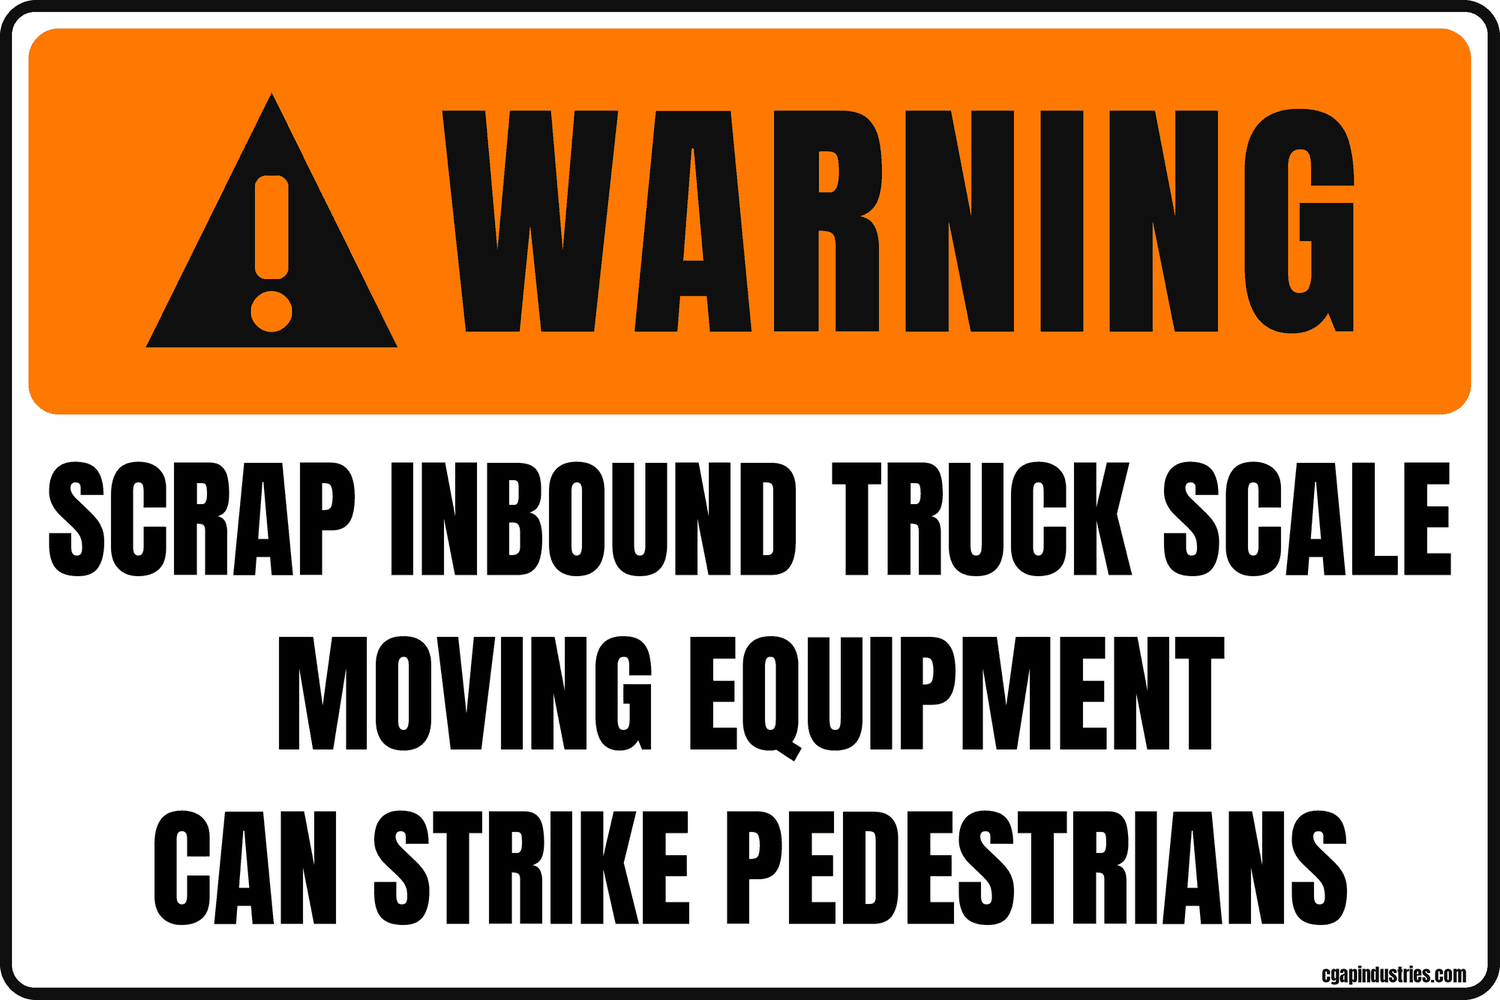 WARNING
SCRAP INBOUND TRUCK SCALE
MOVING EQUIPMENT
CAN STRIKE PEDESTRIANS
cgapindustries.com